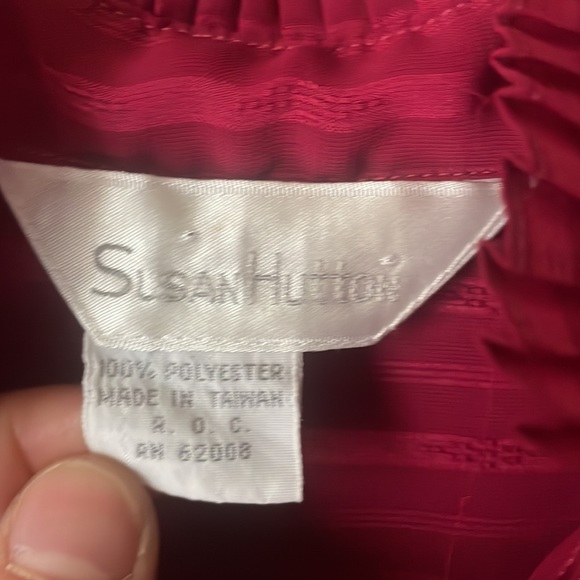 SUSAN HUTTON®
100% POLYESTER
MADE IN TAIWAN
R. O. C.
RN 62008